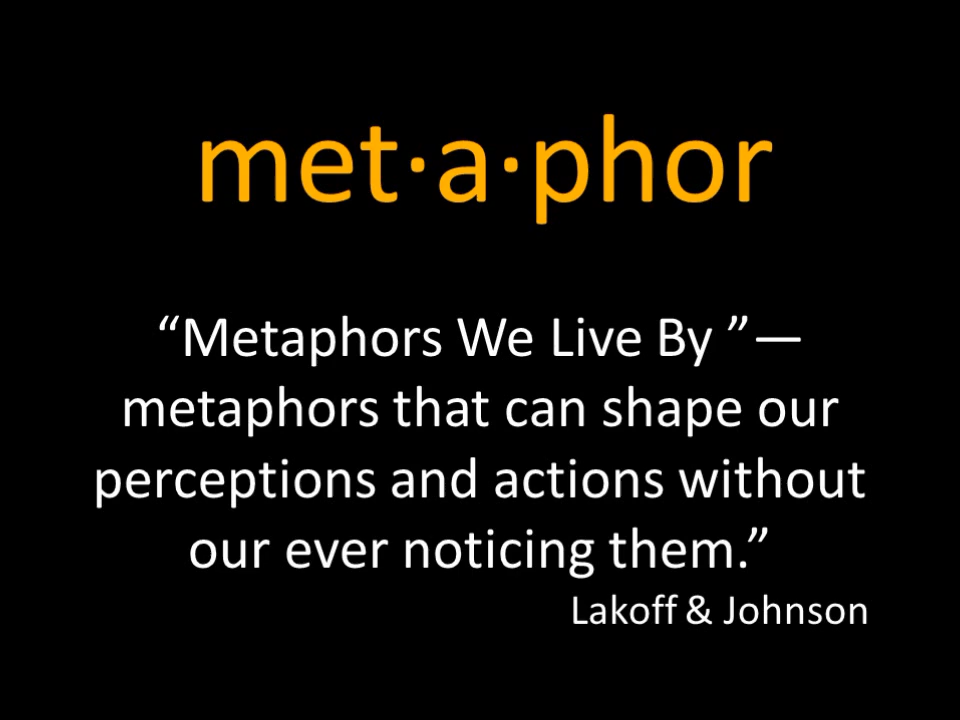 met·a·phor
“Metaphors We Live By ”—
metaphors that can shape our
perceptions and actions without
our ever noticing them.”
Lakoff & Johnson